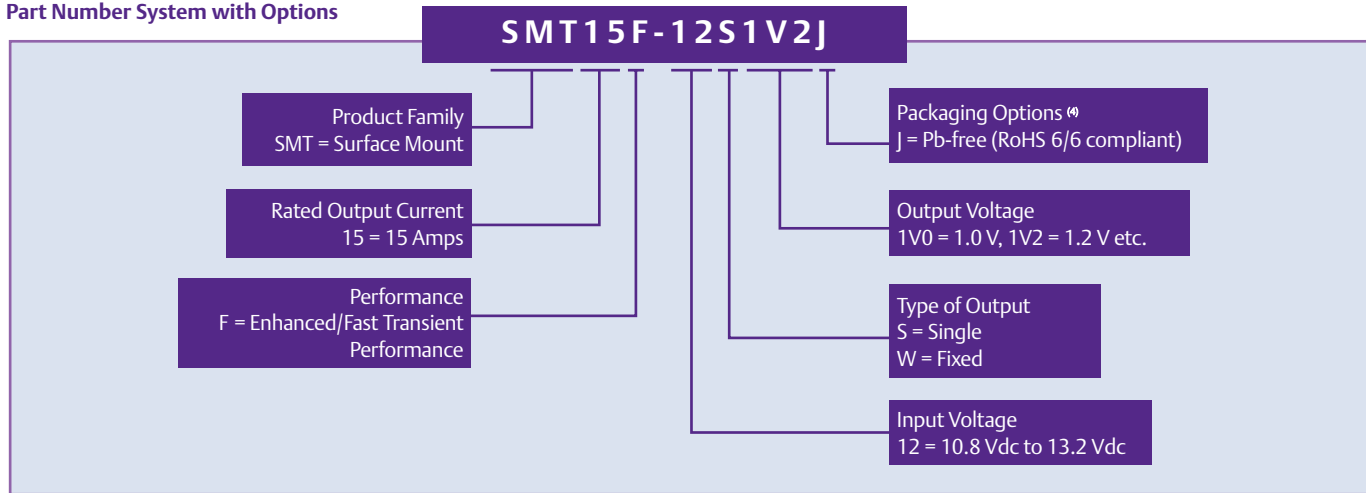 Part Number System with Options
SMT15F-12S1V2J
Product Family
SMT = Surface Mount
Rated Output Current
15 = 15 Amps
Performance
F = Enhanced/Fast Transient
Performance
Packaging Options (4)
J = Pb-free (RoHS 6/6 compliant)
Output Voltage
1V0 = 1.0 V, 1V2 = 1.2 V etc.
Type of Output
S = Single
W = Fixed
Input Voltage
12 = 10.8 Vdc to 13.2 Vdc